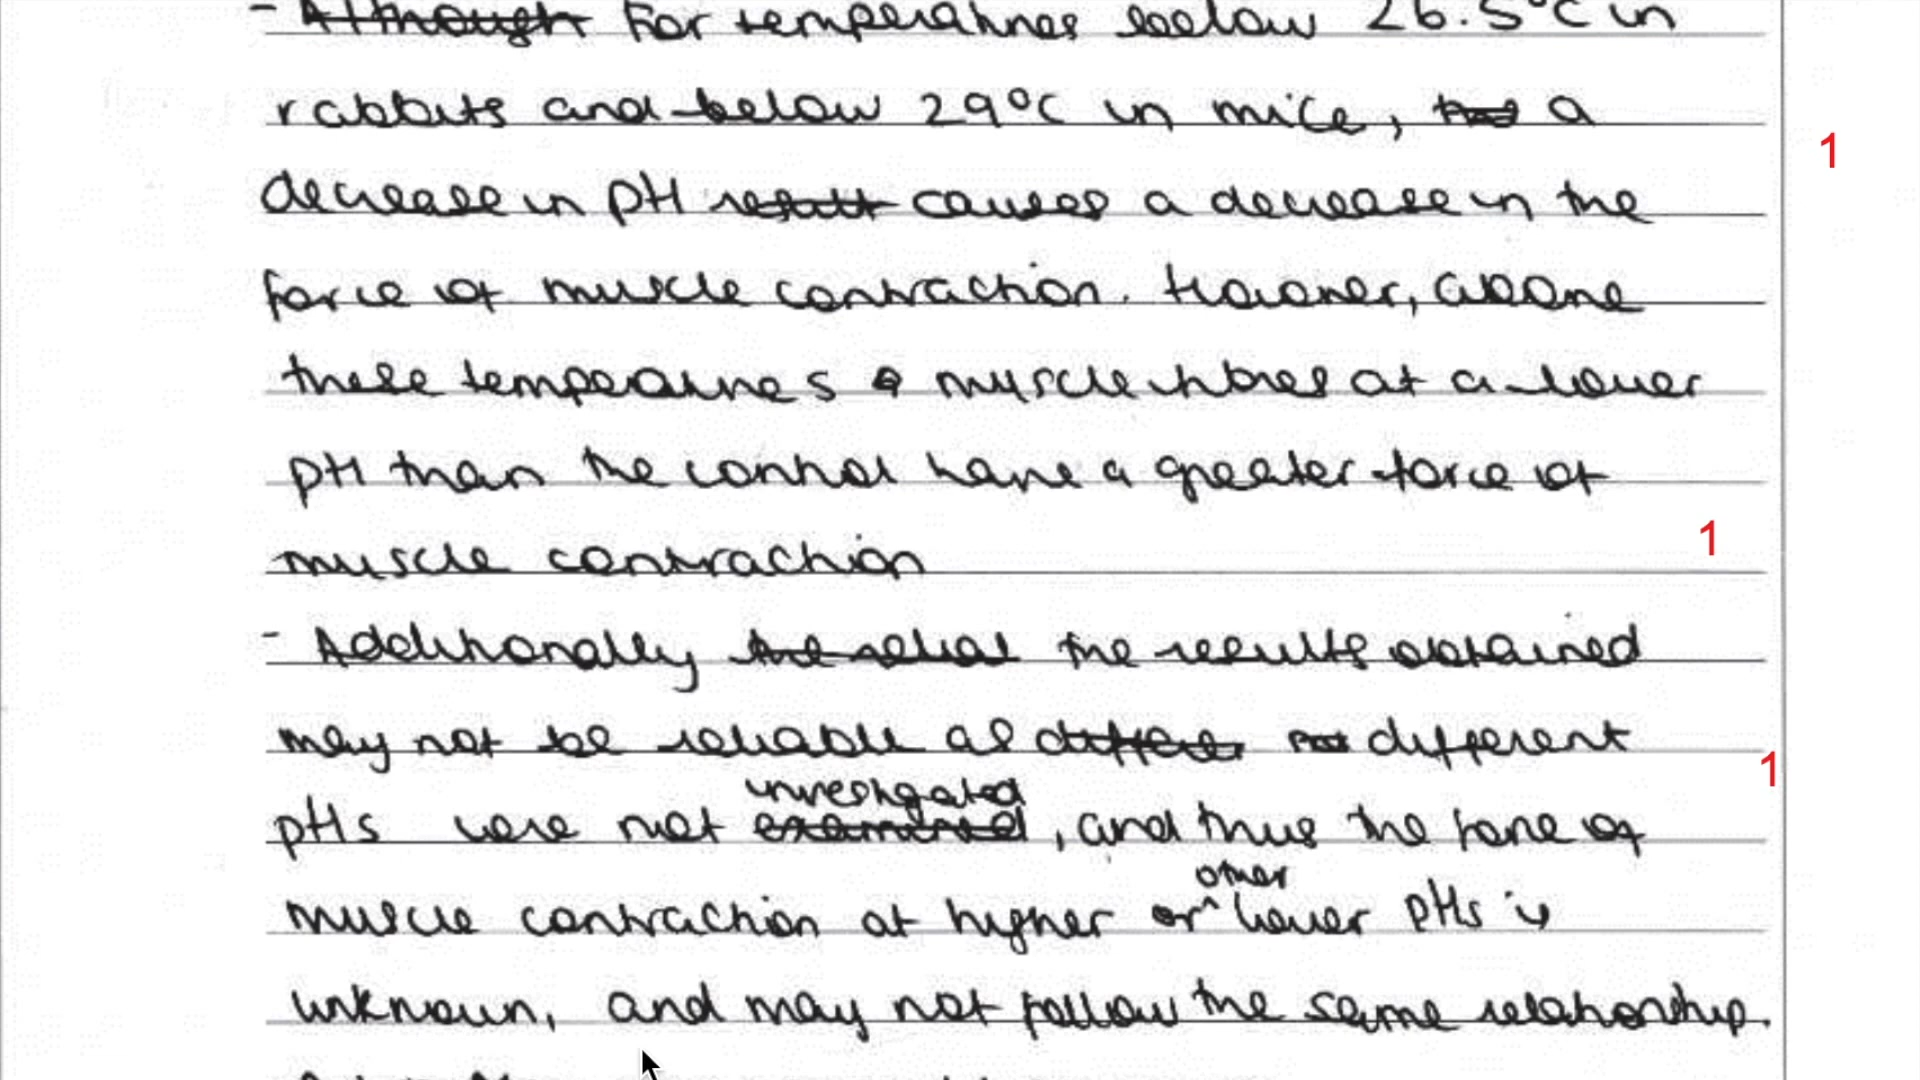 - Although For temperatures below 26.5°C in
rabbits and below 29°C in mice, a
1
decrease in pH result causes a decrease in the
force of muscle contraction. However, above
these temperatures muscle fibres at a lower
pH than the control have a greater force of
muscle contraction
1
- Additionally the the results obtained
may not be reliable as differ not different
1
investigated
pHs were not examined, and thus the force of
other
muscle contraction at higher or^ lower pHs is
unknown, and may not follow the same relationship.